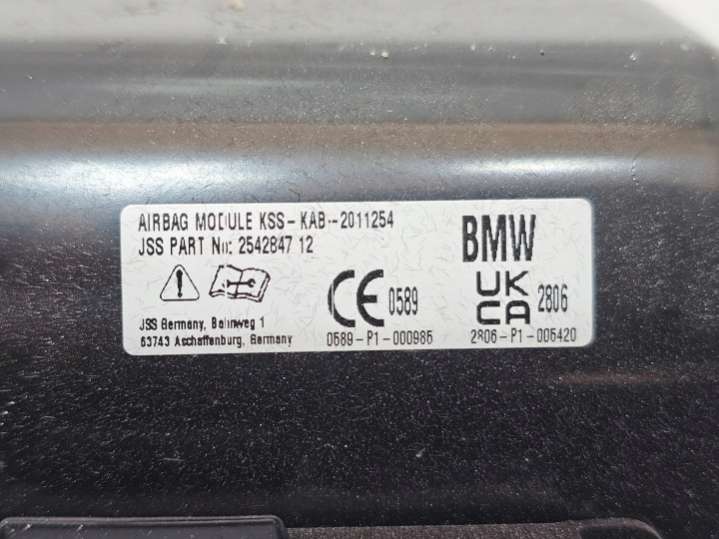 AIRBAG MODULE KSS-KAB-2011254
JSS PART No: 2542847 12
BMW
CE 0589
UK CA 2806
JSS Germany, Bahnweg 1
63743 Aschaffenburg, Germany
0589-P1-000985
2806-P1-005420